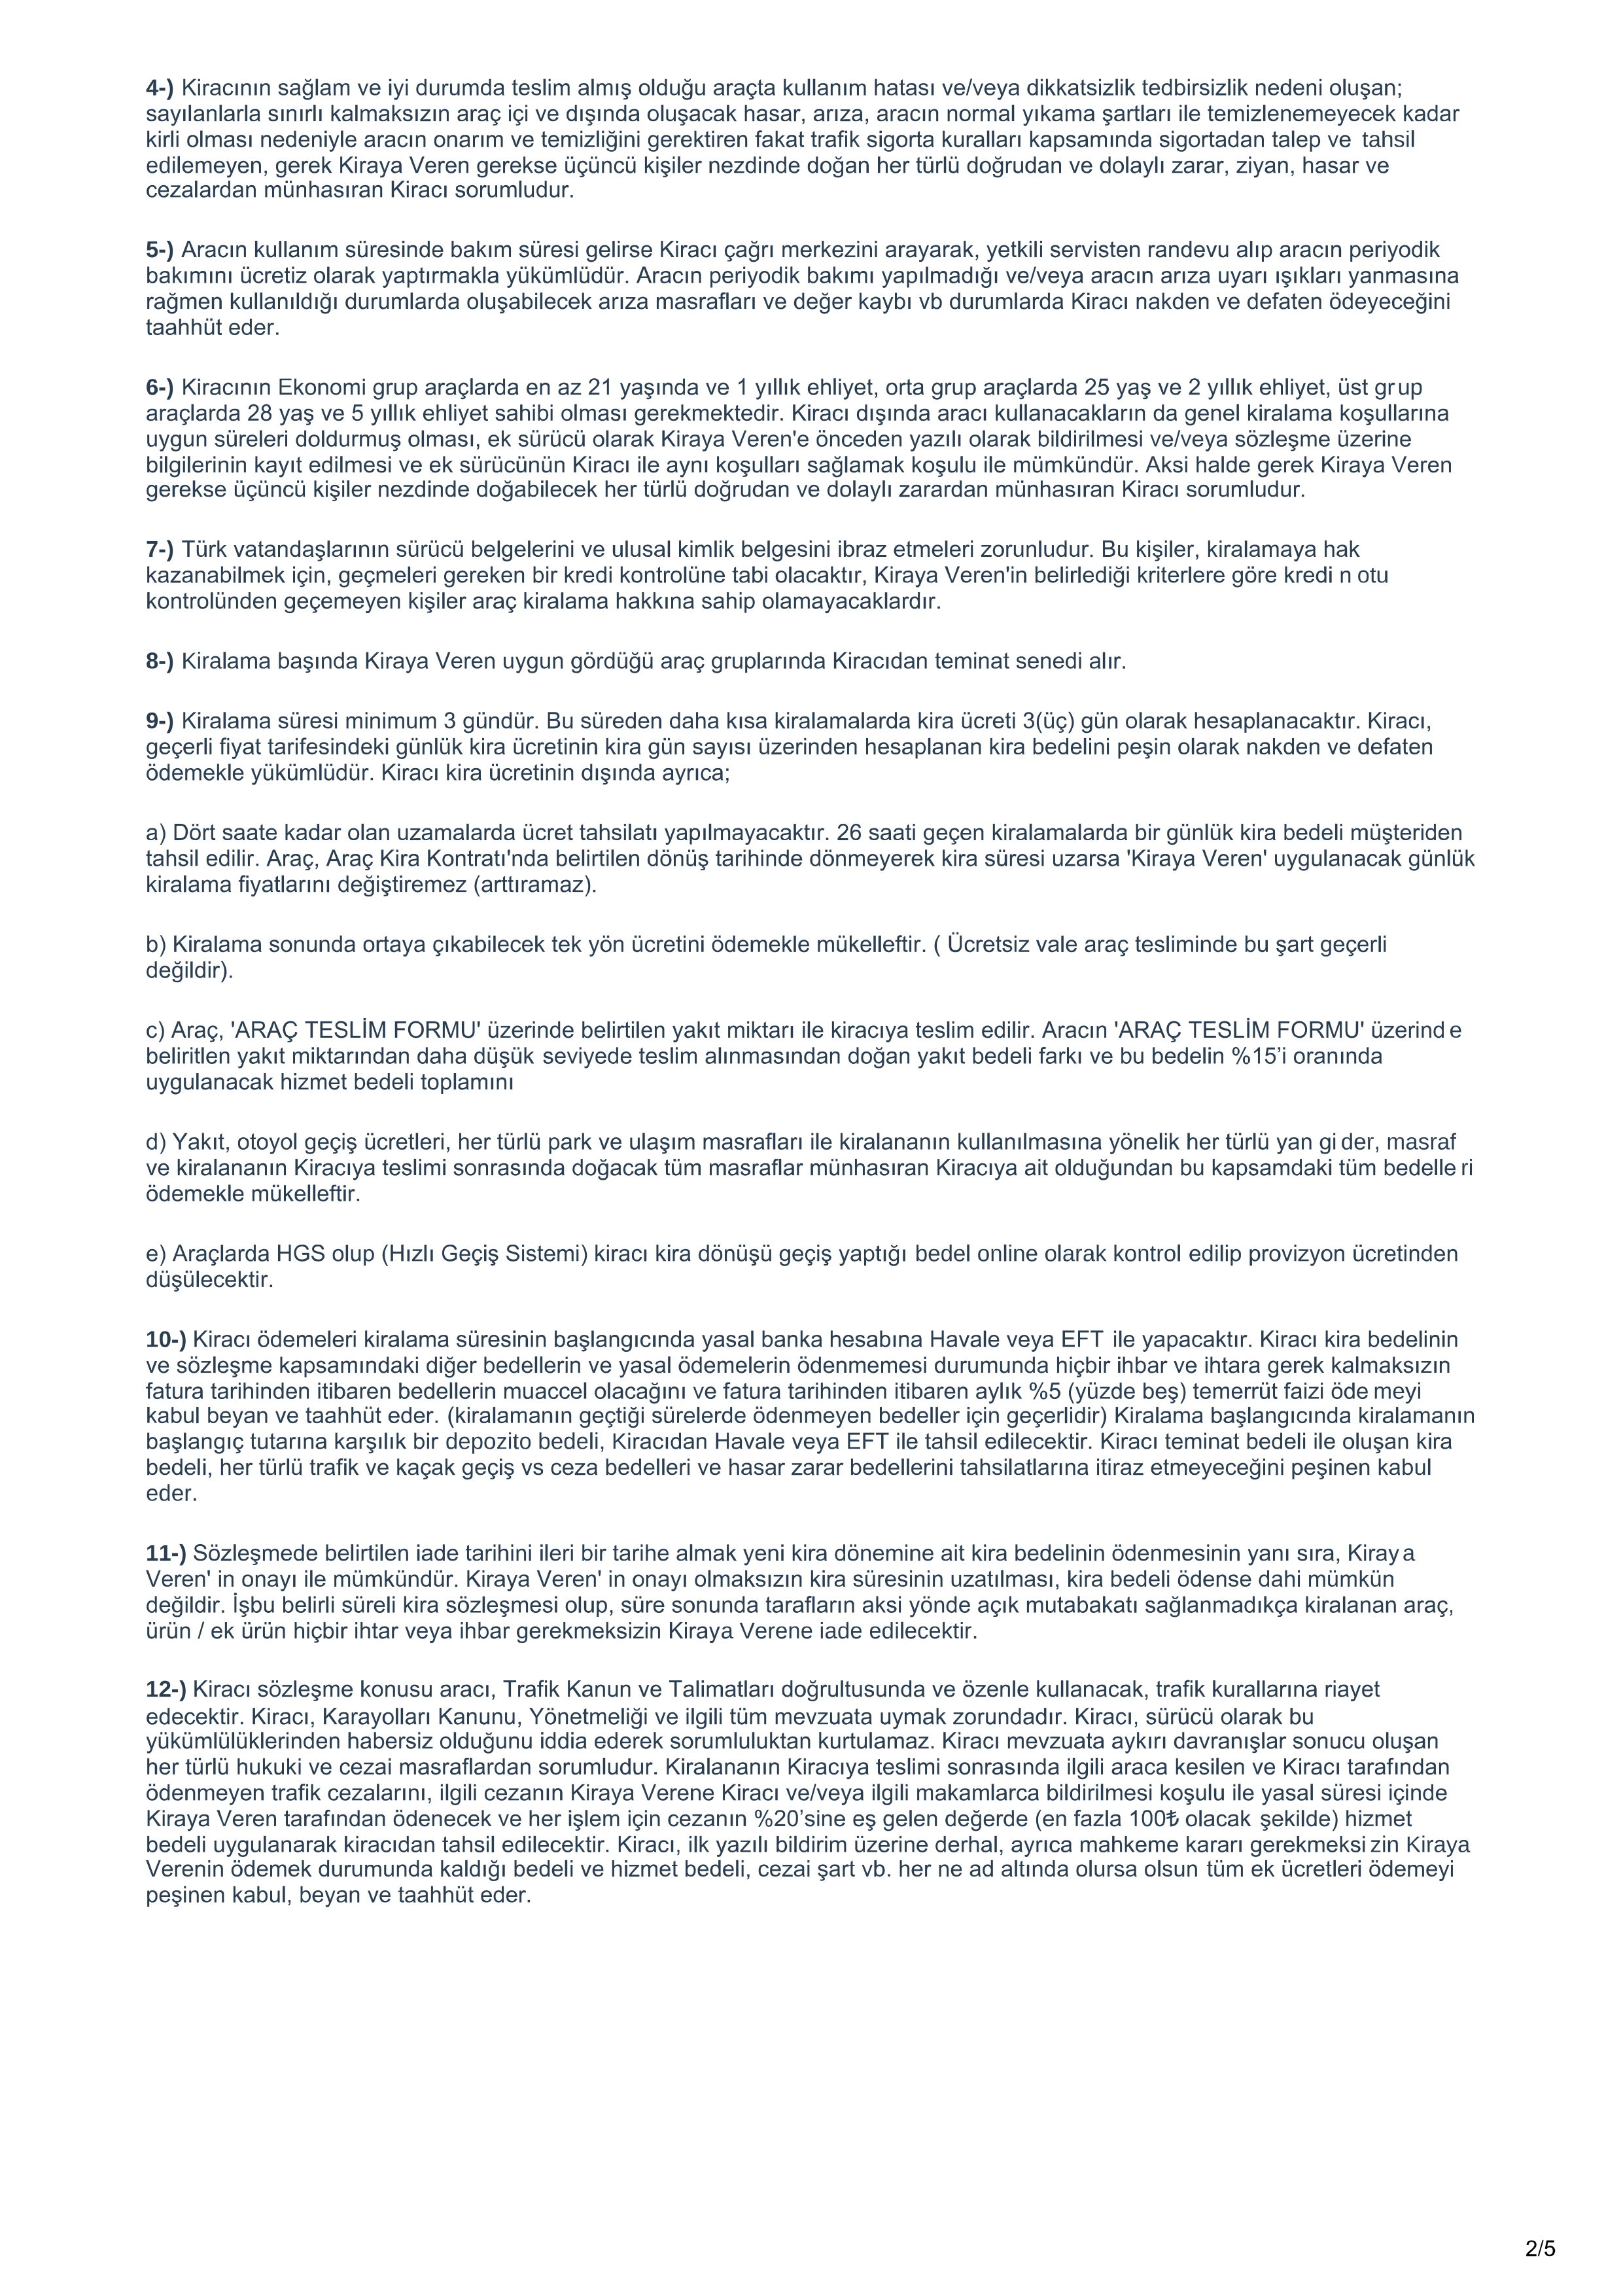 4-) Kiracının sağlam ve iyi durumda teslim almış olduğu araçta kullanım hatası ve/veya dikkatsizlik tedbirsizlik nedeni oluşan;
sayılanlarla sınırlı kalmaksızın araç içi ve dışında oluşacak hasar, arıza, aracın normal yıkama şartları ile temizlenemeyecek kadar
kirli olması nedeniyle aracın onarım ve temizliğini gerektiren fakat trafik sigorta kuralları kapsamında sigortadan talep ve tahsil
edilemeyen, gerek Kiraya Veren gerekse üçüncü kişiler nezdinde doğan her türlü doğrudan ve dolaylı zarar, ziyan, hasar ve
cezalardan münhasıran Kiracı sorumludur.
5-) Aracın kullanım süresinde bakım süresi gelirse Kiracı çağrı merkezini arayarak, yetkili servisten randevu alıp aracın periyodik
bakımını ücretiz olarak yaptırmakla yükümlüdür. Aracın periyodik bakımı yapılmadığı ve/veya aracın arıza uyarı ışıkları yanmasına
rağmen kullanıldığı durumlarda oluşabilecek arıza masrafları ve değer kaybı vb durumlarda Kiracı nakden ve defaten ödeyeceğini
taahhüt eder.
6-) Kiracının Ekonomi grup araçlarda en az 21 yaşında ve 1 yıllık ehliyet, orta grup araçlarda 25 yaş ve 2 yıllık ehliyet, üst grup
araçlarda 28 yaş ve 5 yıllık ehliyet sahibi olması gerekmektedir. Kiracı dışında aracı kullanacakların da genel kiralama koşullarına
uygun süreleri doldurmuş olması, ek sürücü olarak Kiraya Veren'e önceden yazılı olarak bildirilmesi ve/veya sözleşme üzerine
bilgilerinin kayıt edilmesi ve ek sürücünün Kiracı ile aynı koşulları sağlamak koşulu ile mümkündür. Aksi halde gerek Kiraya Veren
gerekse üçüncü kişiler nezdinde doğabilecek her türlü doğrudan ve dolaylı zarardan münhasıran Kiracı sorumludur.
7-) Türk vatandaşlarının sürücü belgelerini ve ulusal kimlik belgesini ibraz etmeleri zorunludur. Bu kişiler, kiralamaya hak
kazanabilmek için, geçmeleri gereken bir kredi kontrolüne tabi olacaktır, Kiraya Veren'in belirlediği kriterlere göre kredi n otu
kontrolünden geçemeyen kişiler araç kiralama hakkına sahip olamayacaklardır.
8-) Kiralama başında Kiraya Veren uygun gördüğü araç gruplarında Kiracıdan teminat senedi alır.
9-) Kiralama süresi minimum 3 gündür. Bu süreden daha kısa kiralamalarda kira ücreti 3(üç) gün olarak hesaplanacaktır. Kiracı,
geçerli fiyat tarifesindeki günlük kira ücretinin kira gün sayısı üzerinden hesaplanan kira bedelini peşin olarak nakden ve defaten
ödemekle yükümlüdür. Kiracı kira ücretinin dışında ayrıca;
a) Dört saate kadar olan uzamalarda ücret tahsilatı yapılmayacaktır. 26 saati geçen kiralamalarda bir günlük kira bedeli müşteriden
tahsil edilir. Araç, Araç Kira Kontratı'nda belirtilen dönüş tarihinde dönmeyerek kira süresi uzarsa 'Kiraya Veren' uygulanacak günlük
kiralama fiyatlarını değiştiremez (arttıramaz).
b) Kiralama sonunda ortaya çıkabilecek tek yön ücretini ödemekle mükelleftir. ( Ücretsiz vale araç tesliminde bu şart geçerli
değildir).
c) Araç, 'ARAÇ TESLİM FORMU' üzerinde belirtilen yakıt miktarı ile kiracıya teslim edilir. Aracın 'ARAÇ TESLİM FORMU' üzerind e
beliritlen yakıt miktarından daha düşük seviyede teslim alınmasından doğan yakıt bedeli farkı ve bu bedelin %15’i oranında
uygulanacak hizmet bedeli toplamını
d) Yakıt, otoyol geçiş ücretleri, her türlü park ve ulaşım masrafları ile kiralananın kullanılmasına yönelik her türlü yan gi der, masraf
ve kiralananın Kiracıya teslimi sonrasında doğacak tüm masraflar münhasıran Kiracıya ait olduğundan bu kapsamdaki tüm bedelle ri
ödemekle mükelleftir.
e) Araçlarda HGS olup (Hızlı Geçiş Sistemi) kiracı kira dönüşü geçiş yaptığı bedel online olarak kontrol edilip provizyon ücretinden
düşülecektir.
10-) Kiracı ödemeleri kiralama süresinin başlangıcında yasal banka hesabına Havale veya EFT ile yapacaktır. Kiracı kira bedelinin
ve sözleşme kapsamındaki diğer bedellerin ve yasal ödemelerin ödenmemesi durumunda hiçbir ihbar ve ihtara gerek kalmaksızın
fatura tarihinden itibaren bedellerin muaccel olacağını ve fatura tarihinden itibaren aylık %5 (yüzde beş) temerrüt faizi öde meyi
kabul beyan ve taahhüt eder. (kiralamanın geçtiği sürelerde ödenmeyen bedeller için geçerlidir) Kiralama başlangıcında kiralamanın
başlangıç tutarına karşılık bir depozito bedeli, Kiracıdan Havale veya EFT ile tahsil edilecektir. Kiracı teminat bedeli ile oluşan kira
bedeli, her türlü trafik ve kaçak geçiş vs ceza bedelleri ve hasar zarar bedellerini tahsilatlarına itiraz etmeyeceğini peşinen kabul
eder.
11-) Sözleşmede belirtilen iade tarihini ileri bir tarihe almak yeni kira dönemine ait kira bedelinin ödenmesinin yanı sıra, Kiray a
Veren' in onayı ile mümkündür. Kiraya Veren' in onayı olmaksızın kira süresinin uzatılması, kira bedeli ödense dahi mümkün
değildir. İşbu belirli süreli kira sözleşmesi olup, süre sonunda tarafların aksi yönde açık mutabakatı sağlanmadıkça kiralanan araç,
ürün / ek ürün hiçbir ihtar veya ihbar gerekmeksizin Kiraya Verene iade edilecektir.
12-) Kiracı sözleşme konusu aracı, Trafik Kanun ve Talimatları doğrultusunda ve özenle kullanacak, trafik kurallarına riayet
edecektir. Kiracı, Karayolları Kanunu, Yönetmeliği ve ilgili tüm mevzuata uymak zorundadır. Kiracı, sürücü olarak bu
yükümlülüklerinden habersiz olduğunu iddia ederek sorumluluktan kurtulamaz. Kiracı mevzuata aykırı davranışlar sonucu oluşan
her türlü hukuki ve cezai masraflardan sorumludur. Kiralananın Kiracıya teslimi sonrasında ilgili araca kesilen ve Kiracı tarafından
ödenmeyen trafik cezalarını, ilgili cezanın Kiraya Verene Kiracı ve/veya ilgili makamlarca bildirilmesi koşulu ile yasal süresi içinde
Kiraya Veren tarafından ödenecek ve her işlem için cezanın %20’sine eş gelen değerde (en fazla 100₺ olacak şekilde) hizmet
bedeli uygulanarak kiracıdan tahsil edilecektir. Kiracı, ilk yazılı bildirim üzerine derhal, ayrıca mahkeme kararı gerekmeksi zin Kiraya
Verenin ödemek durumunda kaldığı bedeli ve hizmet bedeli, cezai şart vb. her ne ad altında olursa olsun tüm ek ücretleri ödemeyi
peşinen kabul, beyan ve taahhüt eder.
2/5